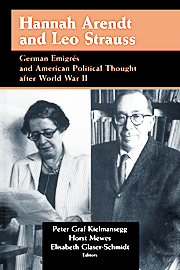 Hannah Arendt
and Leo Strauss
German Emigrés
and American Political Thought
after World War II
Peter Graf Kielmansegg
Horst Mewes
Elisabeth Glaser-Schmidt
Editors